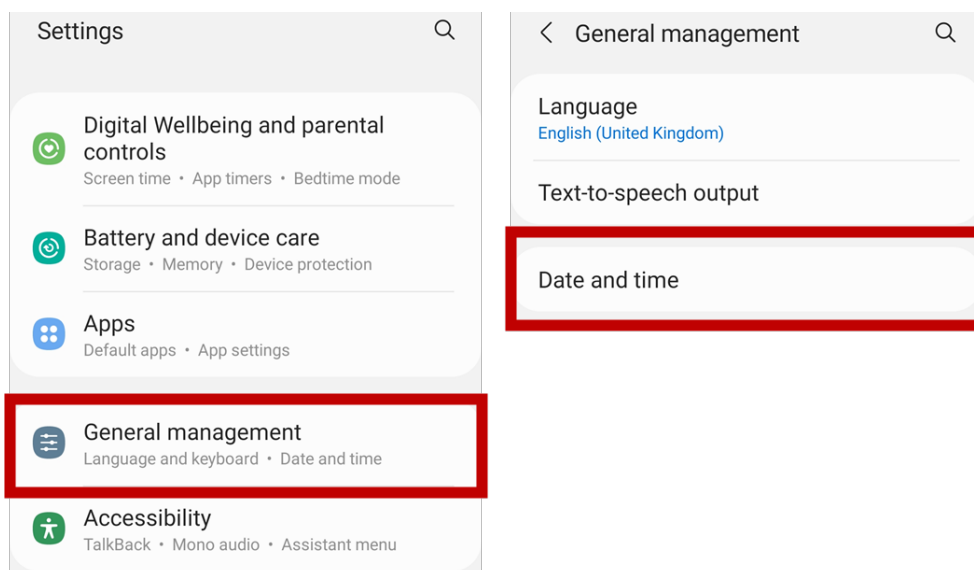 Settings
Digital Wellbeing and parental
controls
Screen time • App timers • Bedtime mode
Battery and device care
Storage • Memory • Device protection
Apps
Default apps • App settings
General management
Language and keyboard • Date and time
Accessibility
TalkBack • Mono audio • Assistant menu
General management
Language
English (United Kingdom)
Text-to-speech output
Date and time